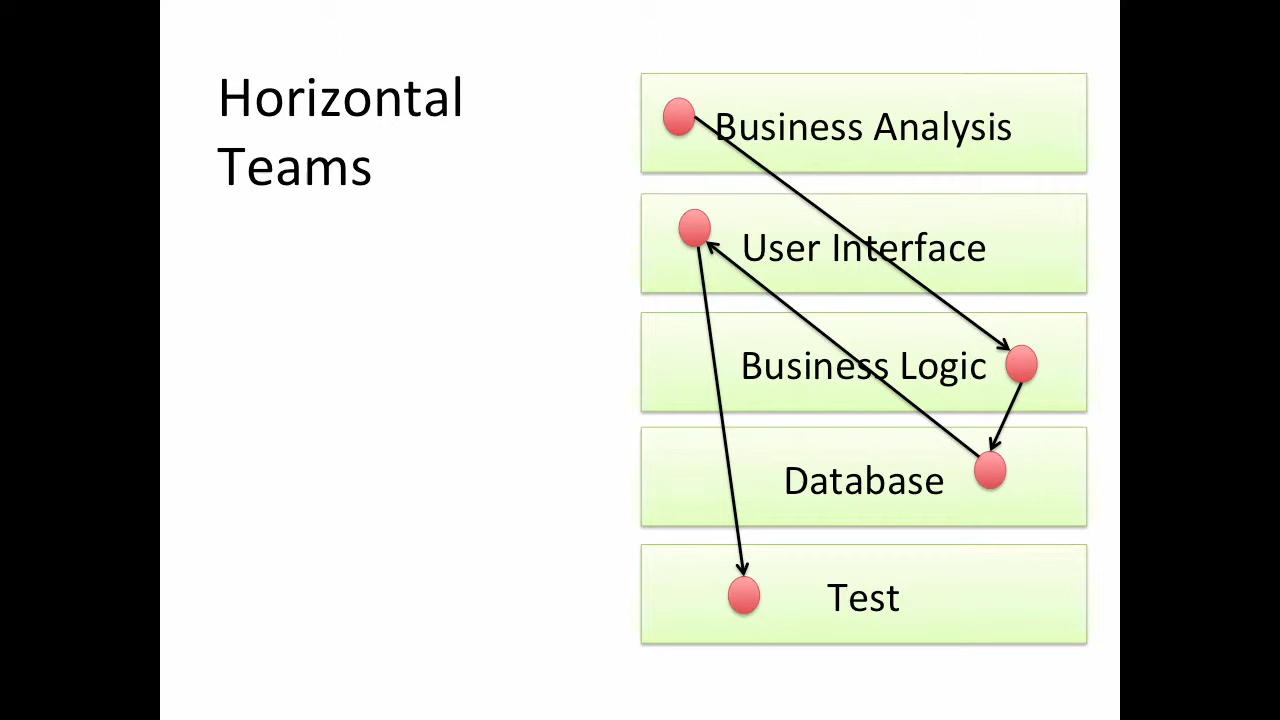 Horizontal
Teams
Business Analysis
User Interface
Business Logic
Database
Test